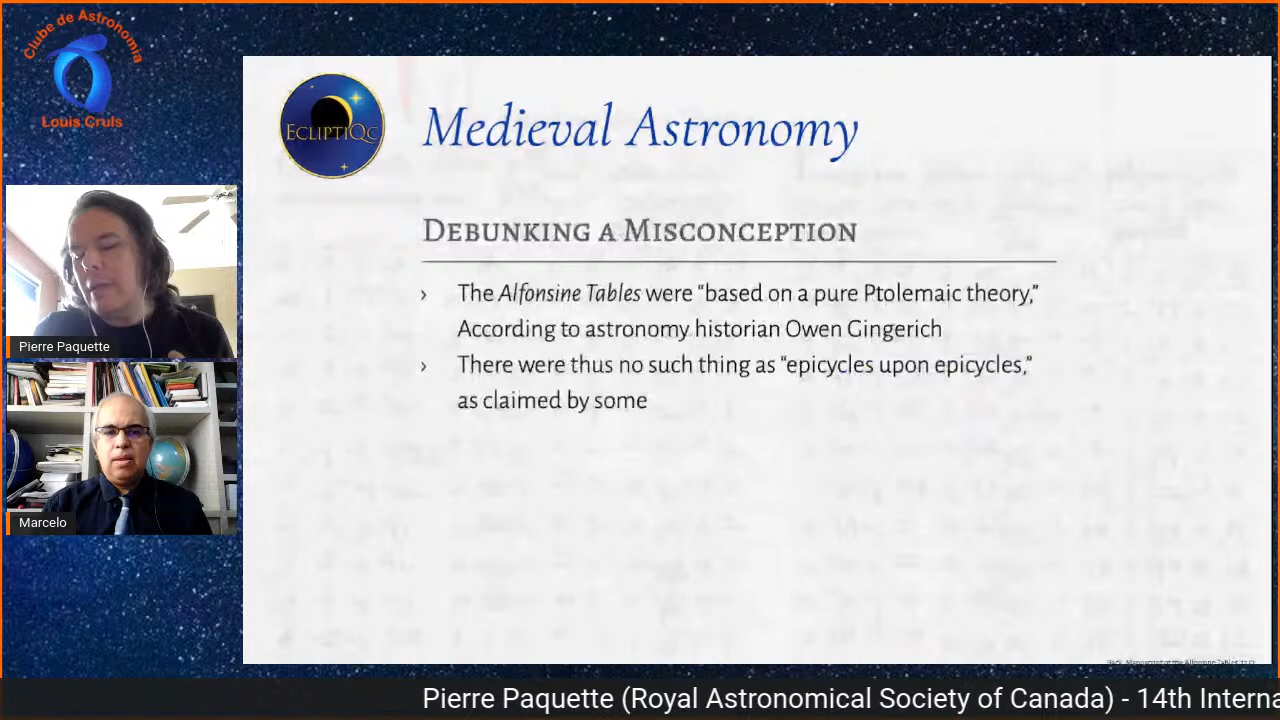 Clube de Astronomia
Louis Cruls
EcliptiQc
Medieval Astronomy
Debunking a Misconception
› The Alfonsine Tables were “based on a pure Ptolemaic theory,”
According to astronomy historian Owen Gingerich
› There were thus no such thing as “epicycles upon epicycles,”
as claimed by some
Pierre Paquette
Marcelo
Pierre Paquette (Royal Astronomical Society of Canada) - 14th Interna